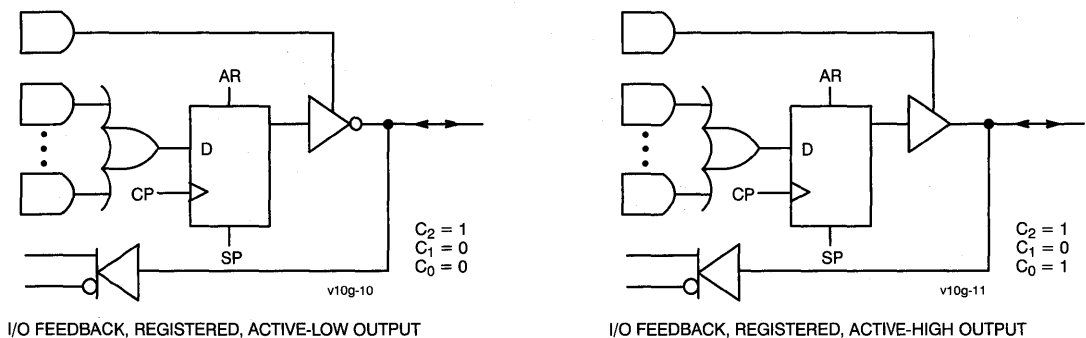 AR
D
CP
SP
C2 = 1
C1 = 0
C0 = 0
v10g-10
I/O FEEDBACK, REGISTERED, ACTIVE-LOW OUTPUT
AR
D
CP
SP
C2 = 1
C1 = 0
C0 = 1
v10g-11
I/O FEEDBACK, REGISTERED, ACTIVE-HIGH OUTPUT